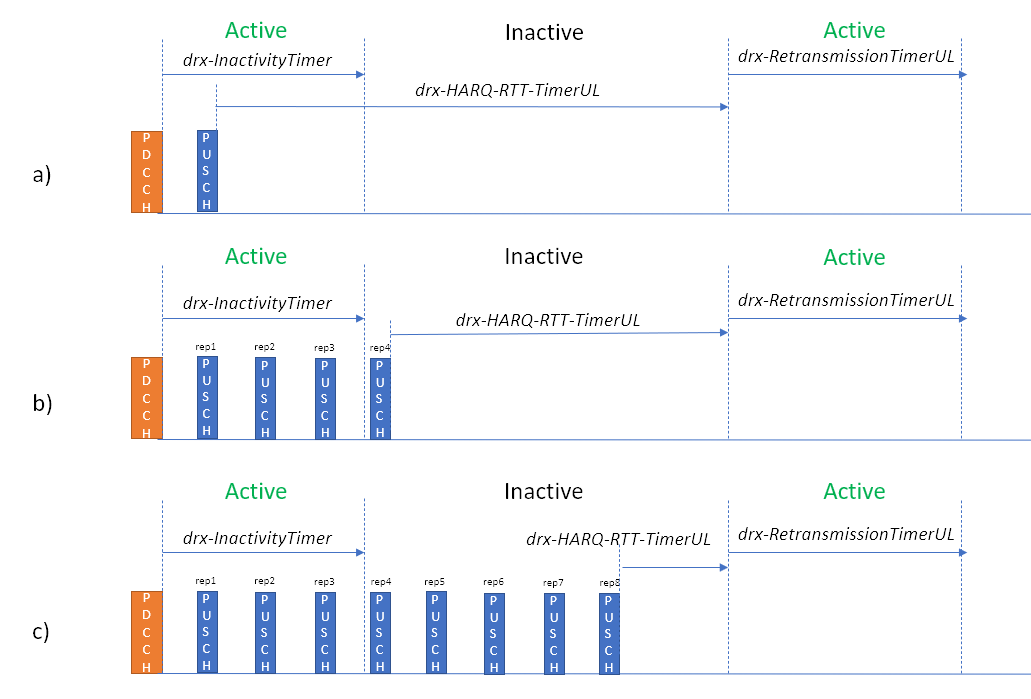 Active Inactive Active
drx-InactivityTimer drx-RetransmissionTimerUL
drx-HARQ-RTT-TimerUL
a)
PDCCH PUSCH
Active Inactive Active
drx-InactivityTimer drx-HARQ-RTT-TimerUL drx-RetransmissionTimerUL
rep1 rep2 rep3 rep4
b)
PDCCH PUSCH PUSCH PUSCH PUSCH
Active Inactive Active
drx-InactivityTimer drx-HARQ-RTT-TimerUL drx-RetransmissionTimerUL
rep1 rep2 rep3 rep4 rep5 rep6 rep7 rep8
c)
PDCCH PUSCH PUSCH PUSCH PUSCH PUSCH PUSCH PUSCH PUSCH